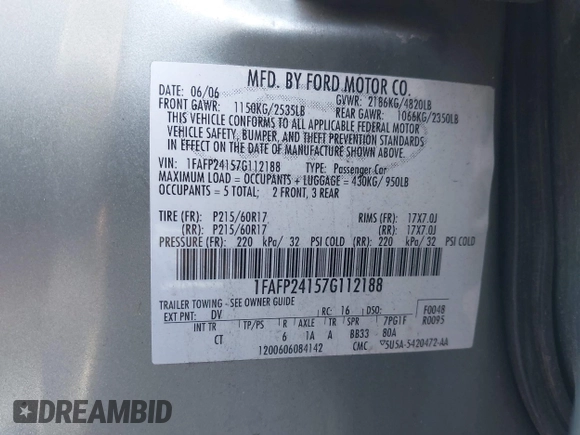 MFD. BY FORD MOTOR CO.
DATE: 06/06 GVWR: 2186KG/4820LB
FRONT GAWR: 1150KG/2535LB REAR GAWR: 1066KG/2350LB
THIS VEHICLE CONFORMS TO ALL APPLICABLE FEDERAL MOTOR
VEHICLE SAFETY, BUMPER, AND THEFT PREVENTION STANDARDS
IN EFFECT ON THE DATE OF MANUFACTURE SHOWN ABOVE.
VIN: 1FAFP24157G112188 TYPE: Passenger Car
MAXIMUM LOAD = OCCUPANTS + LUGGAGE = 430KG/ 950LB
OCCUPANTS = 5 TOTAL; 2 FRONT, 3 REAR
TIRE (FR): P215/60R17 RIMS (FR): 17X7.0J
(RR): P215/60R17 (RR): 17X7.0J
PRESSURE (FR): 220 kPa/ 32 PSI COLD (RR): 220 kPa/ 32 PSI COLD
1FAFP24157G112188
TRAILER TOWING - SEE OWNER GUIDE
EXT PNT: DV RC: 16 DSO: F0048
INT TR TP/PS R AXLE TR SPR 7PG1F R0095
CT 6 1A A BB33 80A
1200606084142 CMC ▽5U5A-5420472-AA
DREAMBID
DREAMBID